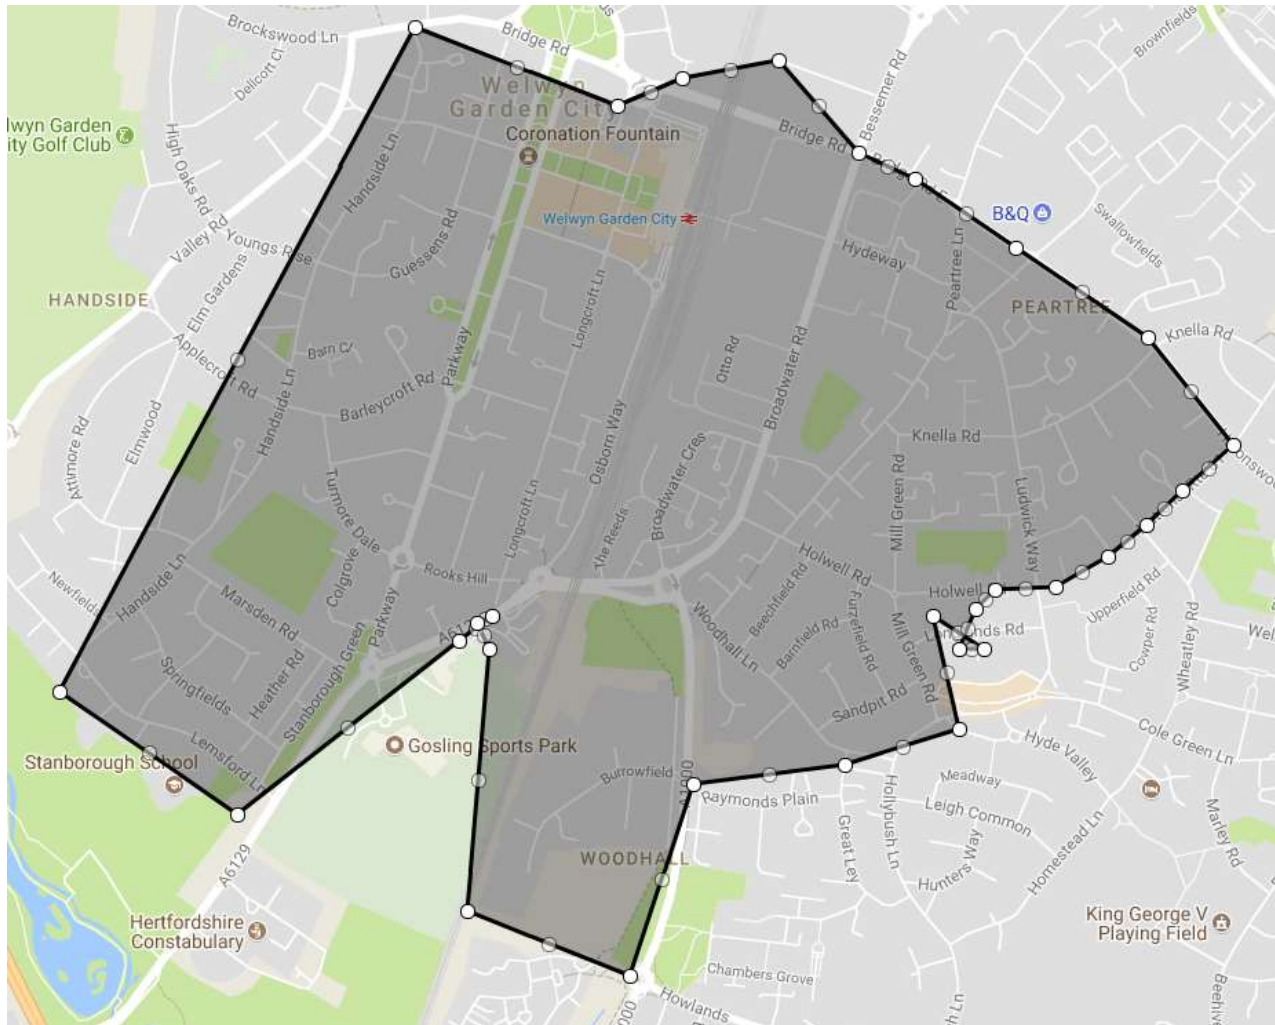 Brockswood Ln
Bridge Rd
Brownfields
Dellcott Cl
Bessemer Rd
Welwyn
Garden City
lwyn Garden
ity Golf Club
Coronation Fountain
Bridge Rd
High Oaks Rd
Handside Ln
Welwyn Garden City
B&Q
Swallowfields
Valley Rd
Youngs Rise
Guessens Rd
Hydeway
Peartree Ln
Elm Gardens
HANDSIDE
PEARTREE
Longcroft Ln
Knella Rd
Applecroft Rd
Barn Cl
Parkway
Otto Rd
Broadwater Rd
Barleycroft Rd
Handside Ln
Elmwood
Attimore Rd
Osborn Way
Broadwater Cres
Knella Rd
Mill Green Rd
Ludwick Way
Turmore Dale
Longcroft Ln
The Reeds
Colgrove
Rooks Hill
Holwell Rd
Holwell
Handside Ln
Newfields
Marsden Rd
Parkway
Beechfield Rd
Furzefield Rd
Barnfield Rd
Mill Green Rd
Woodhall Ln
Upperfield Rd
Cowper Rd
Wheatley Rd
Springfields
Heather Rd
Stanborough Green
Sandpit Rd
Lemsford Ln
Stanborough School
Gosling Sports Park
Hyde Valley
Cole Green Ln
Burrowfield
A1000
Raymonds Plain
Meadway
Leigh Common
Hollybush Ln
Great Ley
Hunters Way
Homestead Ln
Marley Rd
WOODHALL
A6129
Hertfordshire
Constabulary
King George V
Playing Field
Chambers Grove
Howlands